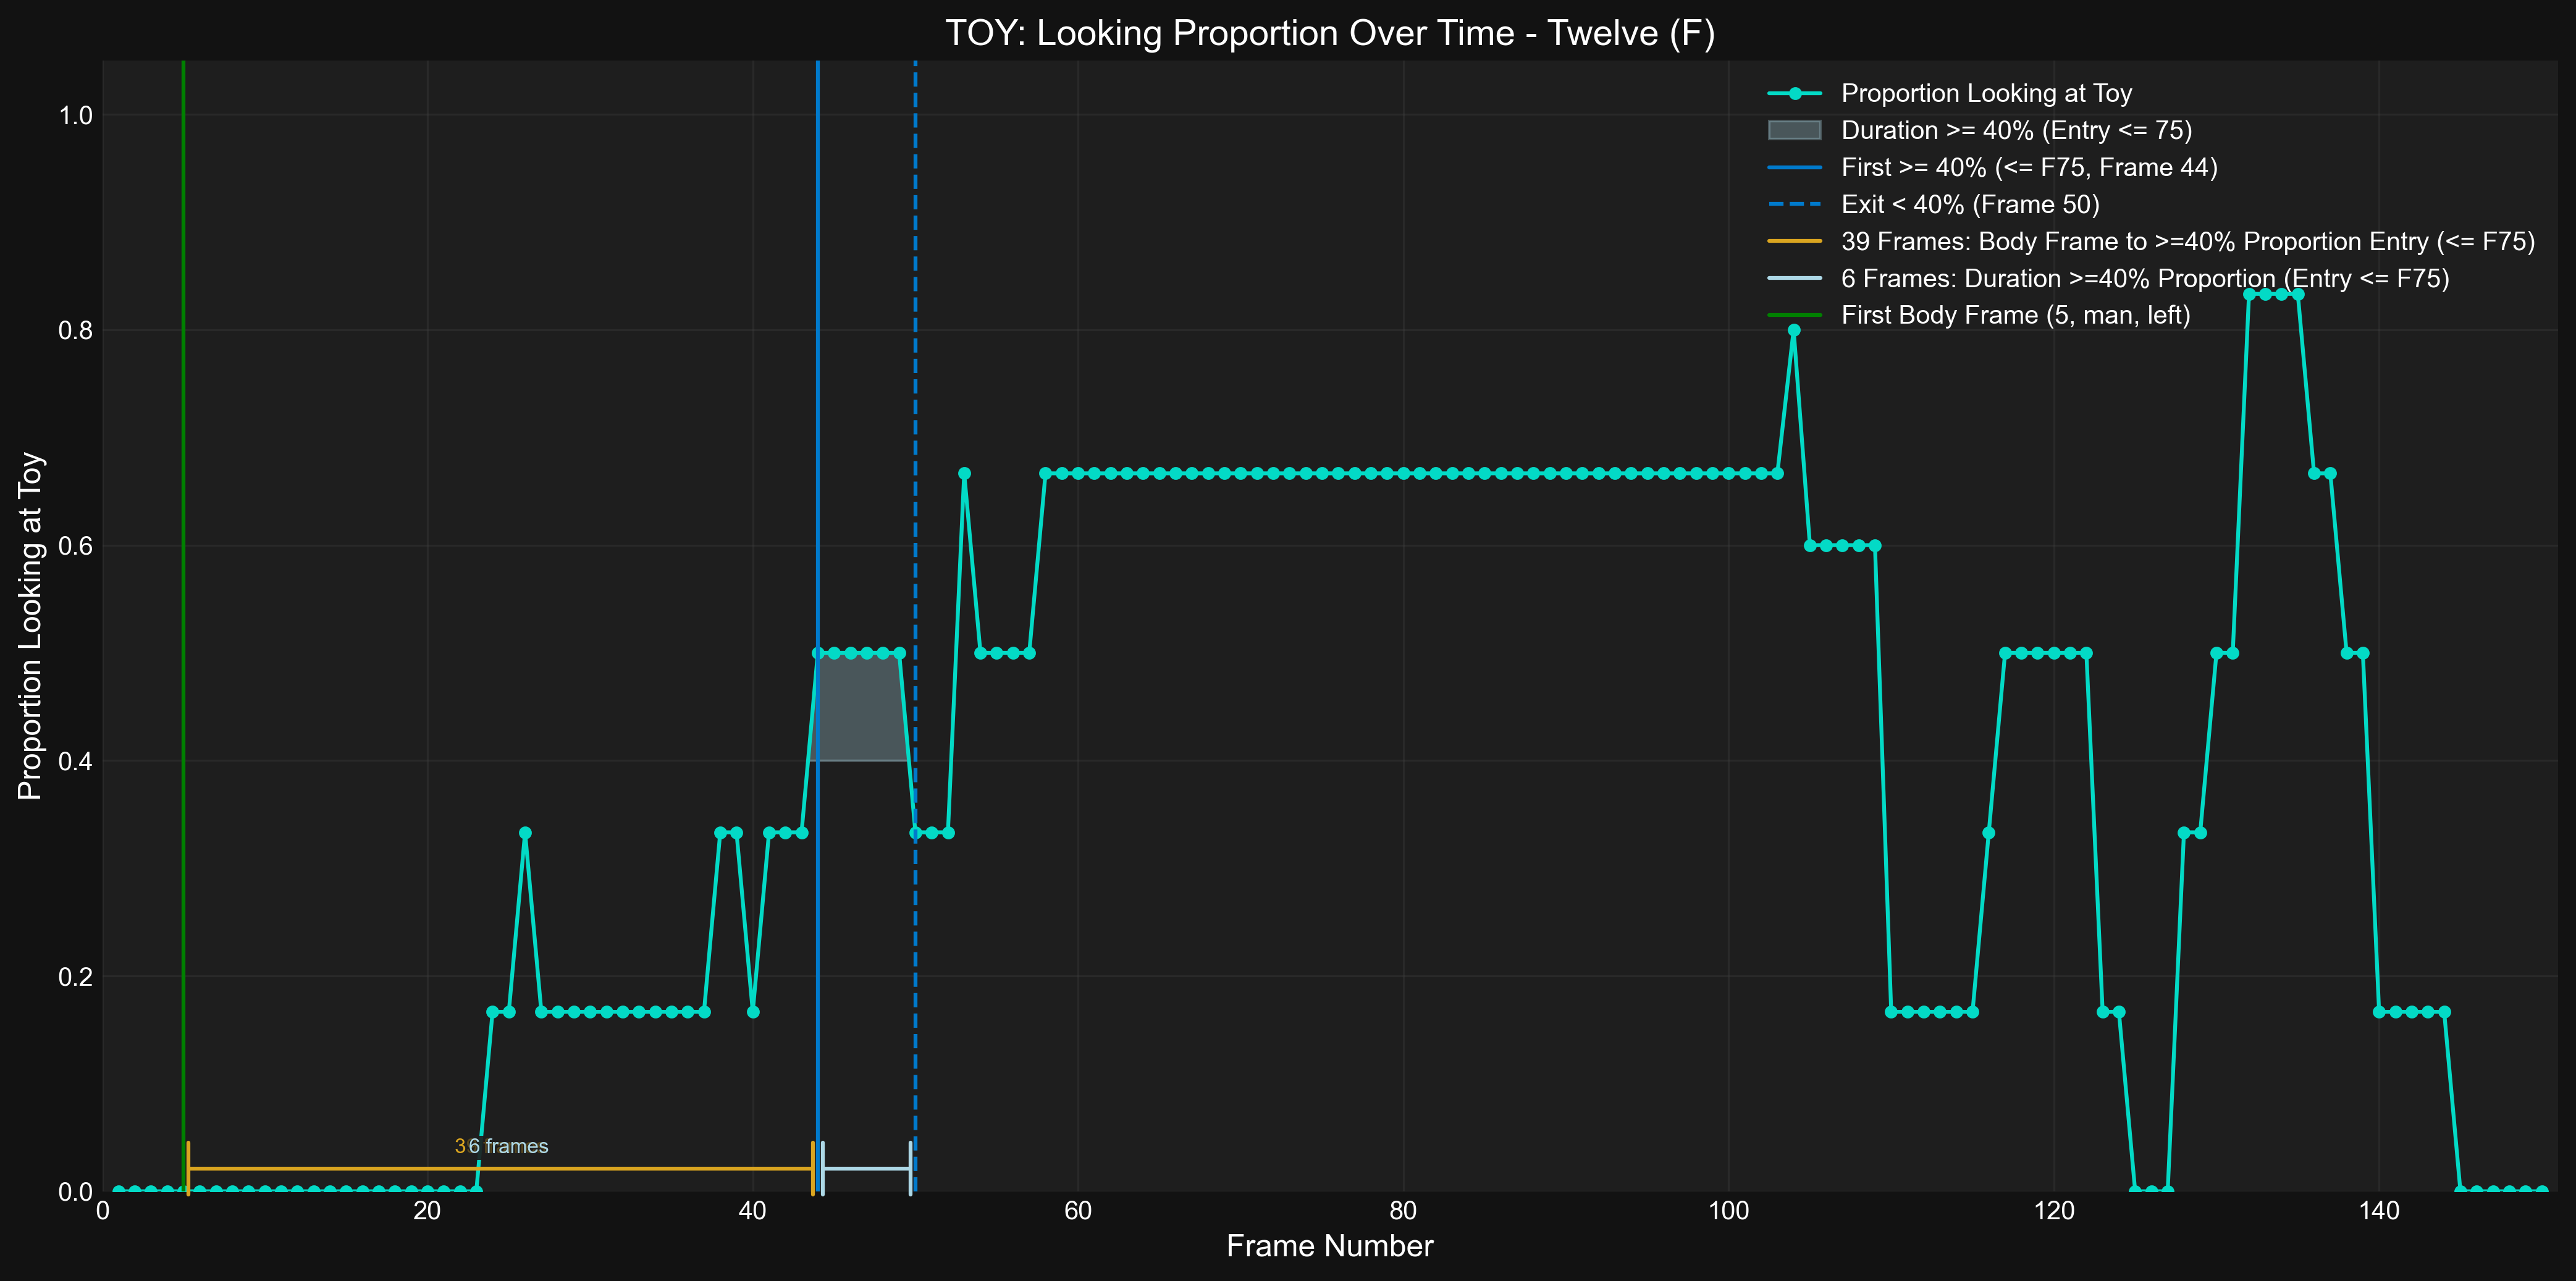 TOY: Looking Proportion Over Time - Twelve (F)
Proportion Looking at Toy
Duration >= 40% (Entry <= 75)
First >= 40% (<= F75, Frame 44)
Exit < 40% (Frame 50)
39 Frames: Body Frame to >=40% Proportion Entry (<= F75)
6 Frames: Duration >=40% Proportion (Entry <= F75)
First Body Frame (5, man, left)
Proportion Looking at Toy
1.0
0.8
0.6
0.4
0.2
0.0
6 frames
0 20 40 60 80 100 120 140
Frame Number